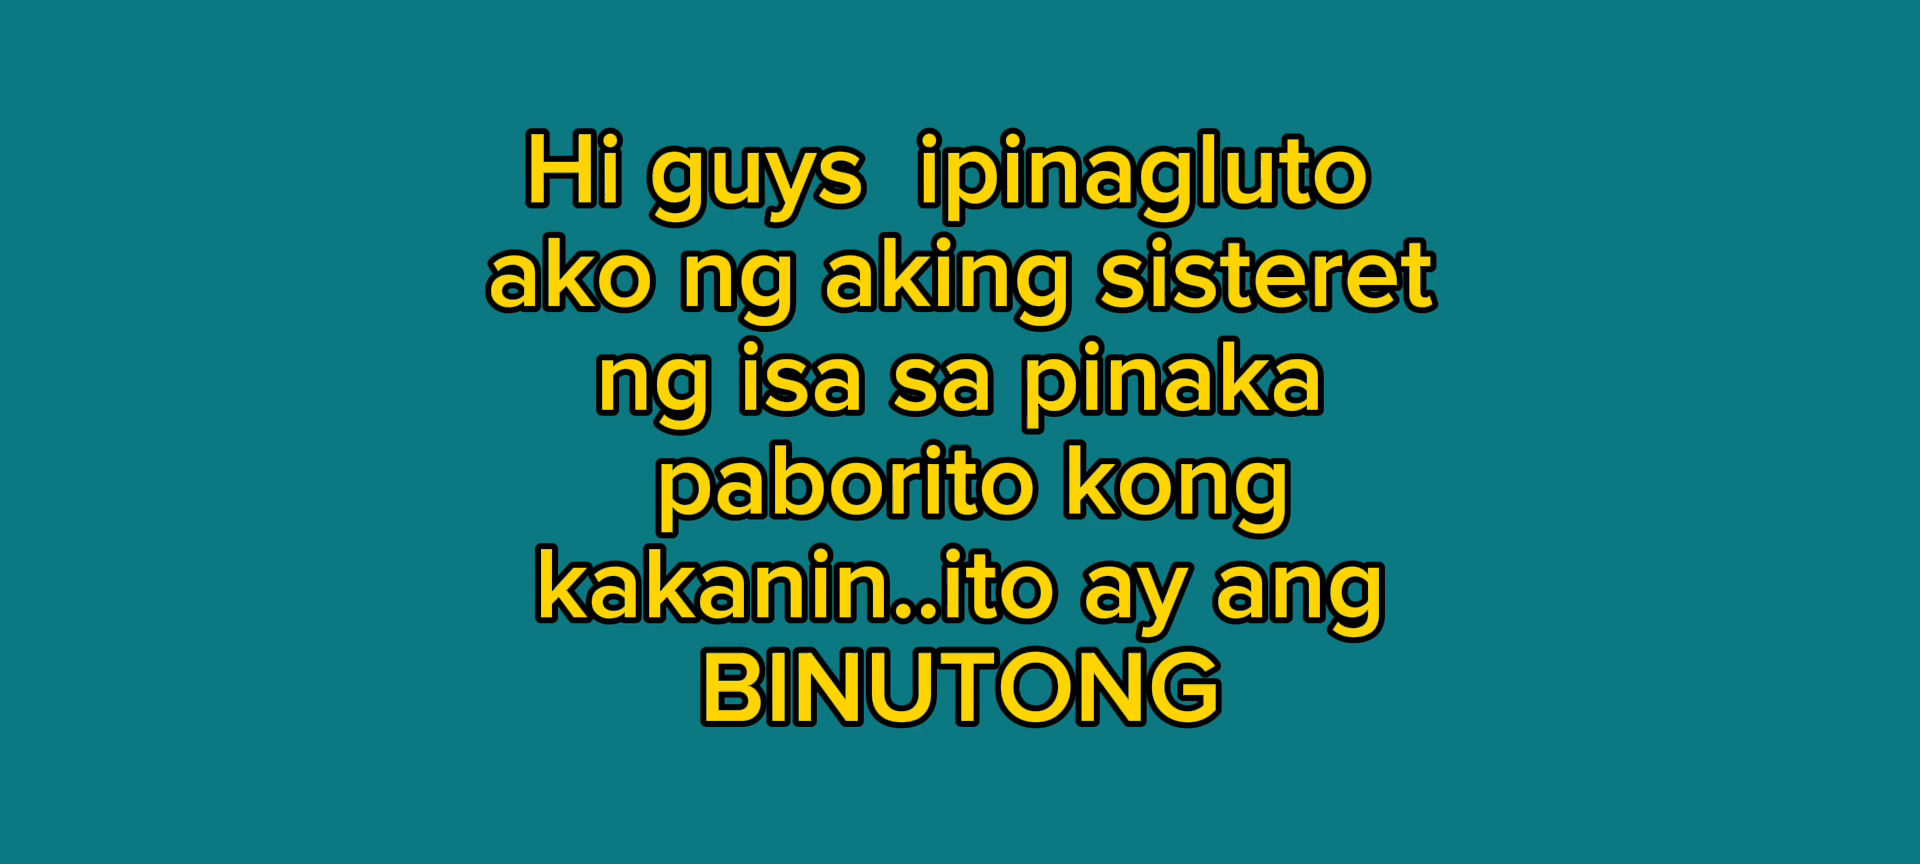 Hi guys  ipinagluto
ako ng aking sisteret
ng isa sa pinaka
paborito kong
kakanin..ito ay ang
BINUTONG